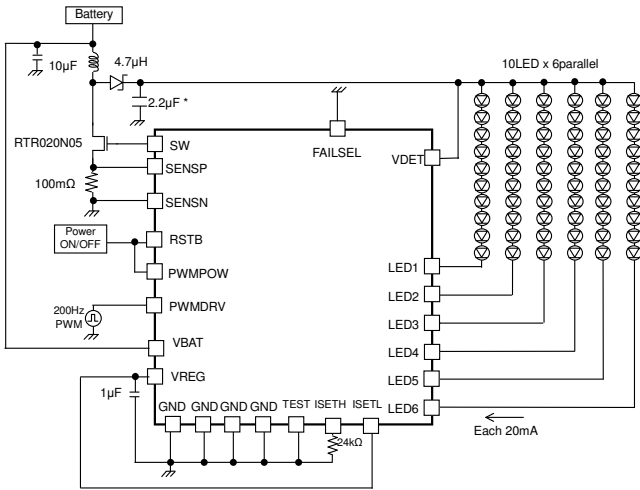 Battery
10µF
4.7µH
2.2µF *
10LED x 6parallel
RTR020N05
SW
FAILSEL
VDET
SENSP
100mΩ
SENSN
Power
ON/OFF
RSTB
PWMPOW
LED1
LED2
200Hz
PWM
PWMDRV
LED3
VBAT
LED4
VREG
LED5
1µF
GND
GND
GND
GND
TEST
ISETH
ISETL
LED6
24kΩ
Each 20mA